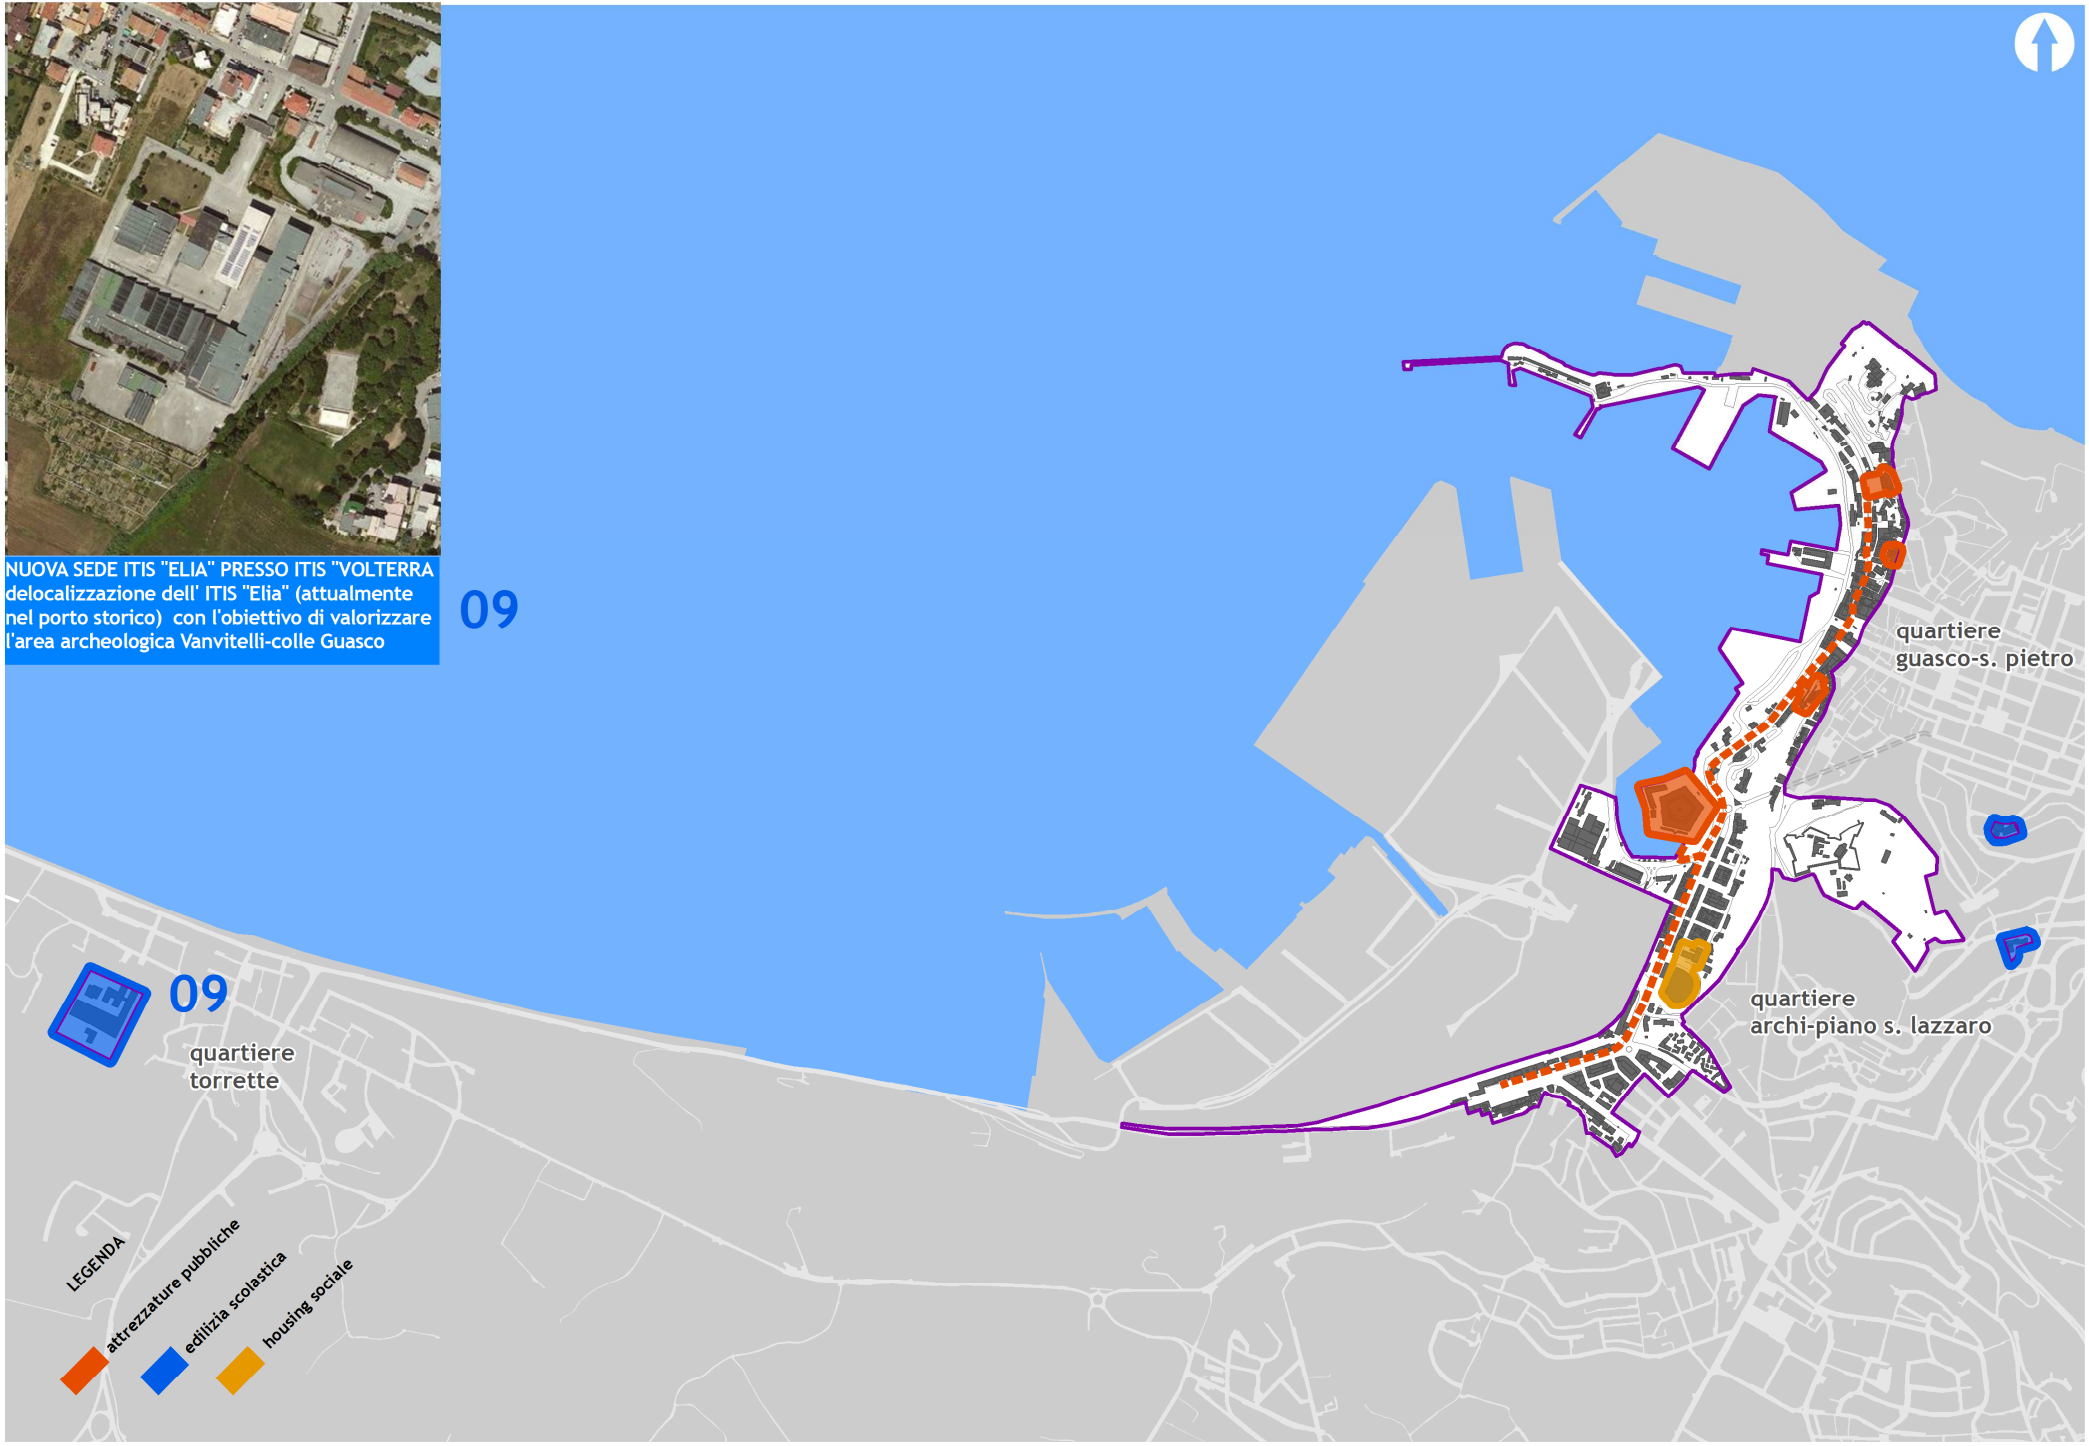 NUOVA SEDE ITIS "ELIA" PRESSO ITIS "VOLTERRA
delocalizzazione dell' ITIS "Elia" (attualmente
nel porto storico) con l'obiettivo di valorizzare
l'area archeologica Vanvitelli-colle Guasco
09
quartiere
guasco-s. pietro
09
quartiere
torrette
quartiere
archi-piano s. lazzaro
LEGENDA
attrezzature pubbliche
edilizia scolastica
housing sociale